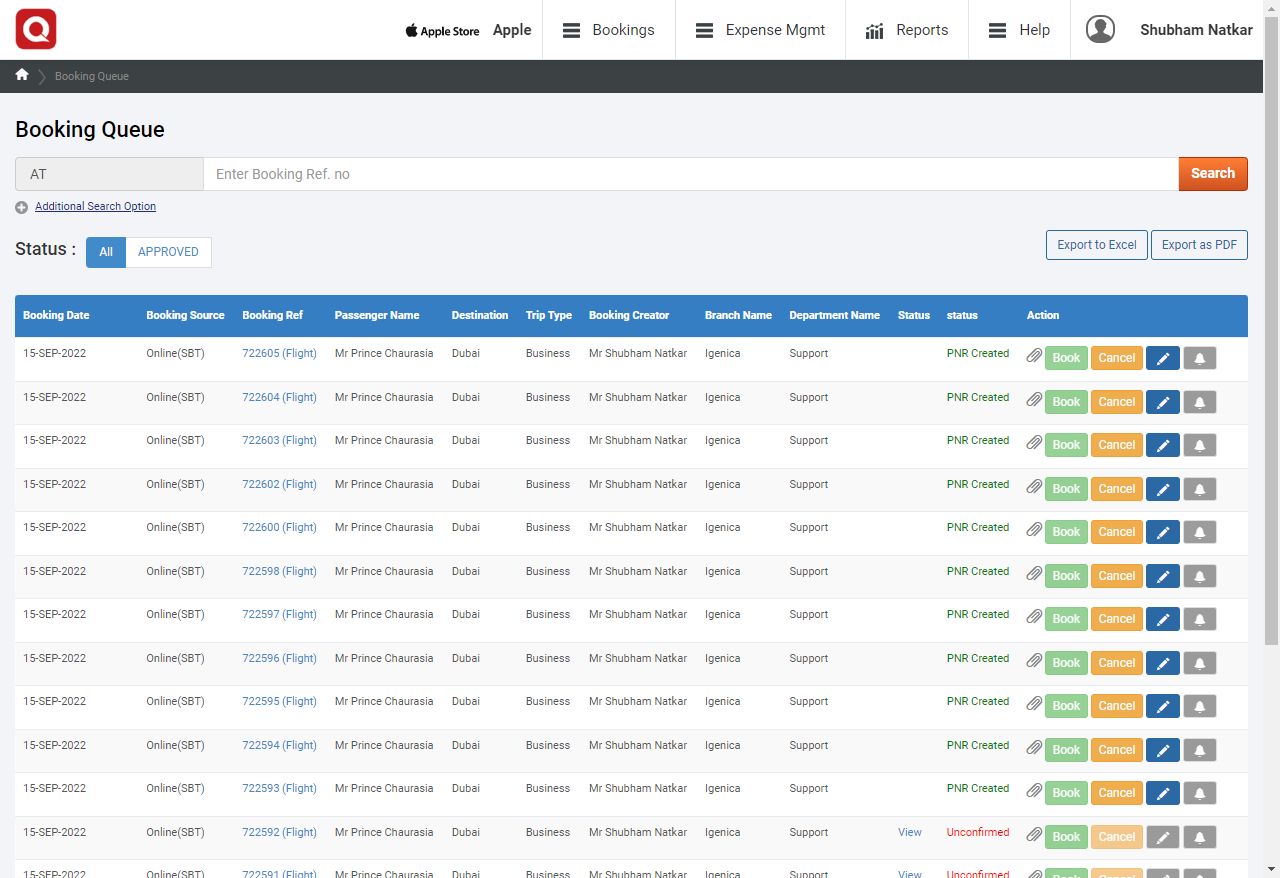 Apple Store Apple Bookings Expense Mgmt Reports Help Shubham Natkar
Booking Queue
Booking Queue
AT Enter Booking Ref. no Search
Additional Search Option
Status : All APPROVED Export to Excel Export as PDF
Booking Date Booking Source Booking Ref Passenger Name Destination Trip Type Booking Creator Branch Name Department Name Status status Action
15-SEP-2022 Online(SBT) 722605 (Flight) Mr Prince Chaurasia Dubai Business Mr Shubham Natkar Igenica Support PNR Created Book Cancel
15-SEP-2022 Online(SBT) 722604 (Flight) Mr Prince Chaurasia Dubai Business Mr Shubham Natkar Igenica Support PNR Created Book Cancel
15-SEP-2022 Online(SBT) 722603 (Flight) Mr Prince Chaurasia Dubai Business Mr Shubham Natkar Igenica Support PNR Created Book Cancel
15-SEP-2022 Online(SBT) 722602 (Flight) Mr Prince Chaurasia Dubai Business Mr Shubham Natkar Igenica Support PNR Created Book Cancel
15-SEP-2022 Online(SBT) 722600 (Flight) Mr Prince Chaurasia Dubai Business Mr Shubham Natkar Igenica Support PNR Created Book Cancel
15-SEP-2022 Online(SBT) 722598 (Flight) Mr Prince Chaurasia Dubai Business Mr Shubham Natkar Igenica Support PNR Created Book Cancel
15-SEP-2022 Online(SBT) 722597 (Flight) Mr Prince Chaurasia Dubai Business Mr Shubham Natkar Igenica Support PNR Created Book Cancel
15-SEP-2022 Online(SBT) 722596 (Flight) Mr Prince Chaurasia Dubai Business Mr Shubham Natkar Igenica Support PNR Created Book Cancel
15-SEP-2022 Online(SBT) 722595 (Flight) Mr Prince Chaurasia Dubai Business Mr Shubham Natkar Igenica Support PNR Created Book Cancel
15-SEP-2022 Online(SBT) 722594 (Flight) Mr Prince Chaurasia Dubai Business Mr Shubham Natkar Igenica Support PNR Created Book Cancel
15-SEP-2022 Online(SBT) 722593 (Flight) Mr Prince Chaurasia Dubai Business Mr Shubham Natkar Igenica Support PNR Created Book Cancel
15-SEP-2022 Online(SBT) 722592 (Flight) Mr Prince Chaurasia Dubai Business Mr Shubham Natkar Igenica Support View Unconfirmed Book Cancel
15-SEP-2022 Online(SBT) 722591 (Flight) Mr Prince Chaurasia Dubai Business Mr Shubham Natkar Igenica Support View Unconfirmed Book Cancel